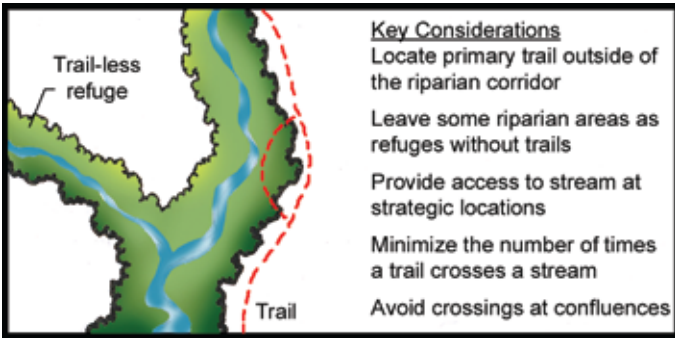 Trail-less
refuge
Trail
Key Considerations
Locate primary trail outside of
the riparian corridor
Leave some riparian areas as
refuges without trails
Provide access to stream at
strategic locations
Minimize the number of times
a trail crosses a stream
Avoid crossings at confluences